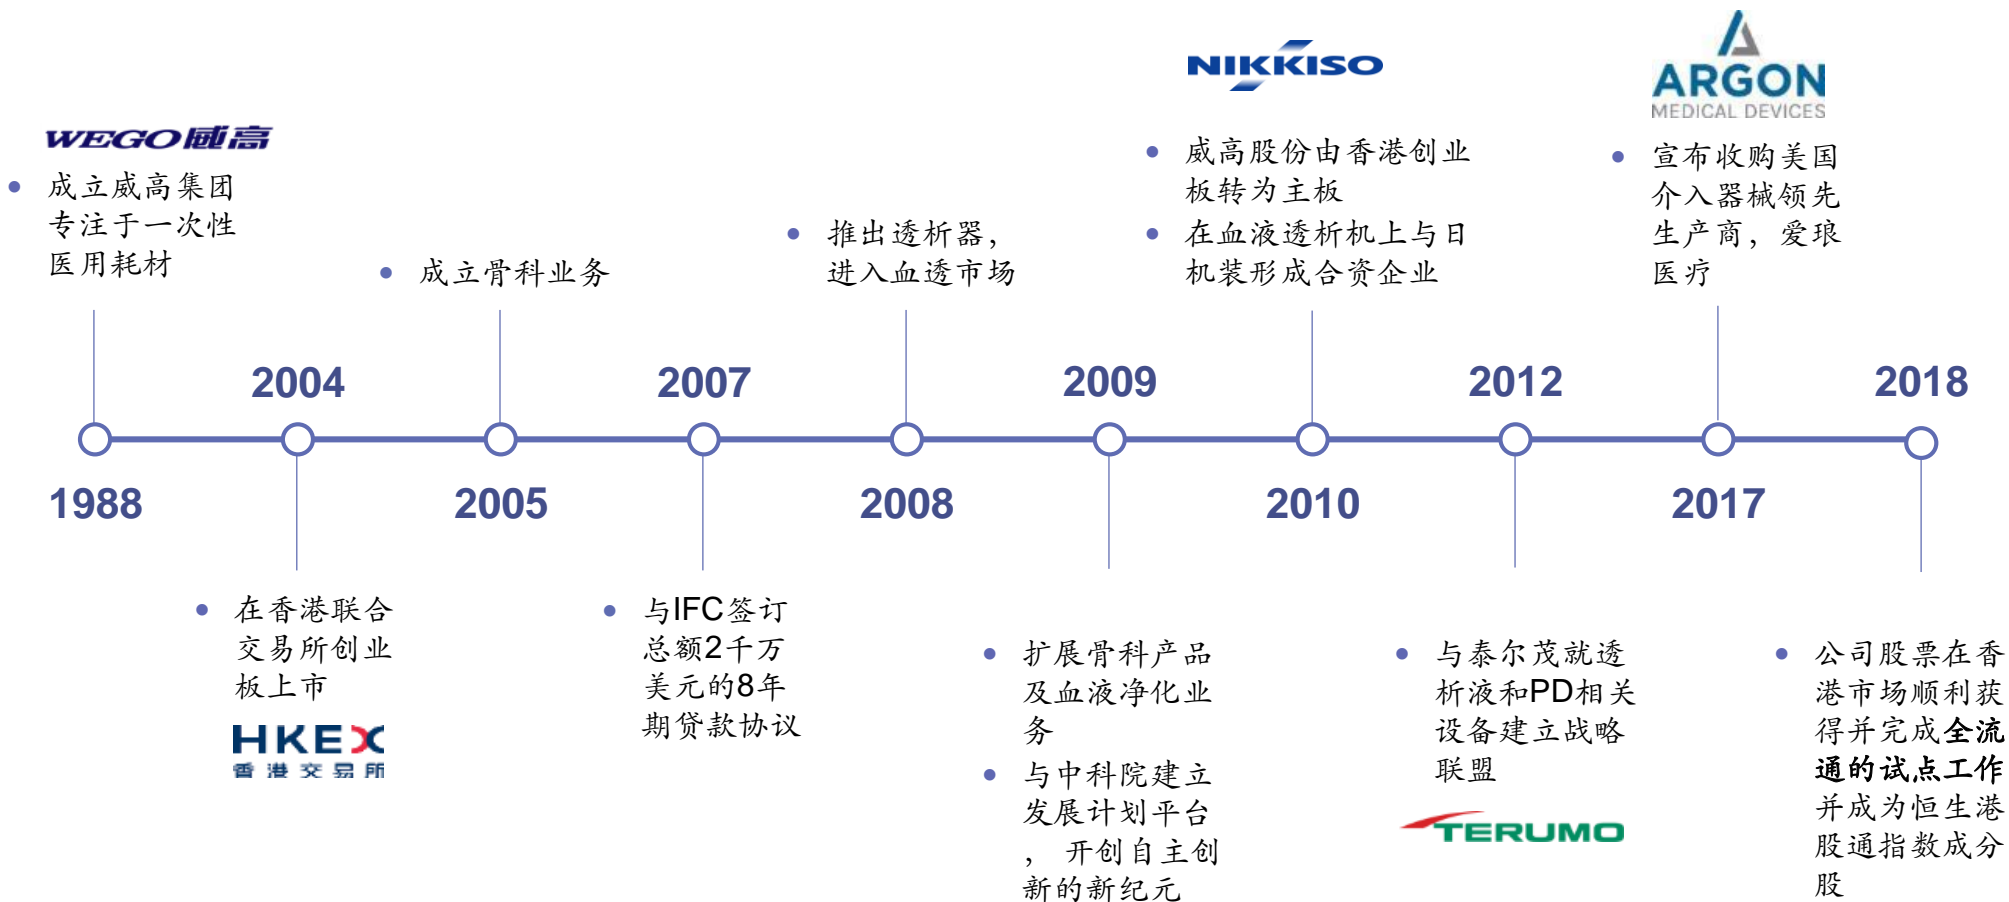 WEGO威高
成立威高集团
专注于一次性
医用耗材
1988
2004
在香港联合
交易所创业
板上市
HKEX
香港交易所
成立骨科业务
2005
2007
与IFC签订
总额2千万
美元的8年
期贷款协议
推出透析器，
进入血透市场
2008
2009
扩展骨科产品
及血液净化业
务
与中科院建立
发展计划平台
， 开创自主创
新的新纪元
NIKKISO
威高股份由香港创业
板转为主板
在血液透析机上与日
机装形成合资企业
2010
2012
与泰尔茂就透
析液和PD相关
设备建立战略
联盟
TERUMO
ARGON
MEDICAL DEVICES
宣布收购美国
介入器械领先
生产商，爱琅
医疗
2017
2018
公司股票在香
港市场顺利获
得并完成全流
通的试点工作
并成为恒生港
股通指数成分
股